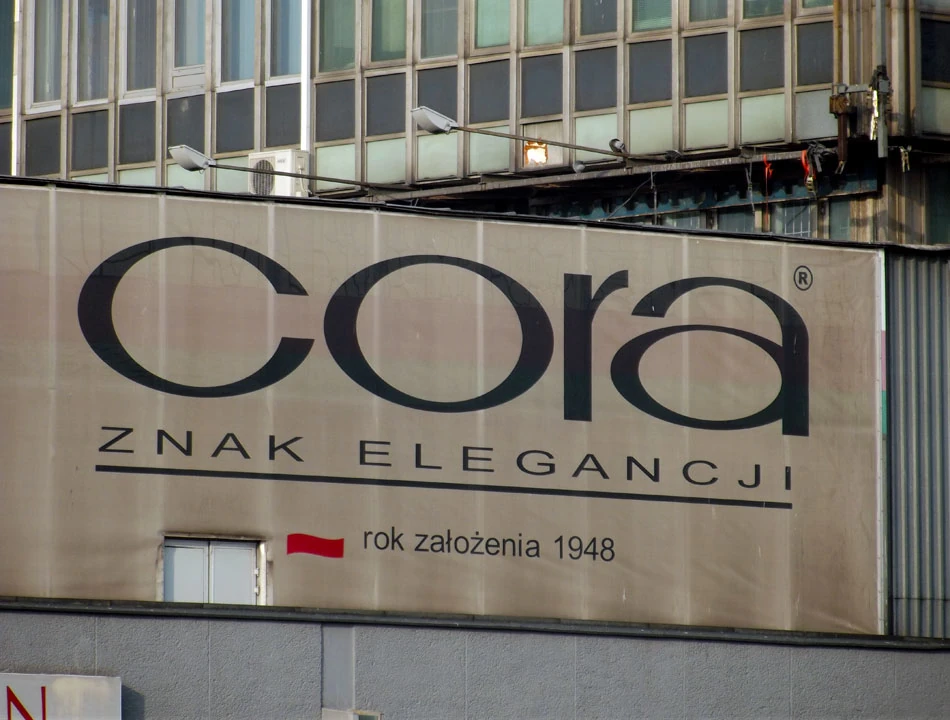 cora®
ZNAK ELEGANCJI
rok założenia 1948
N